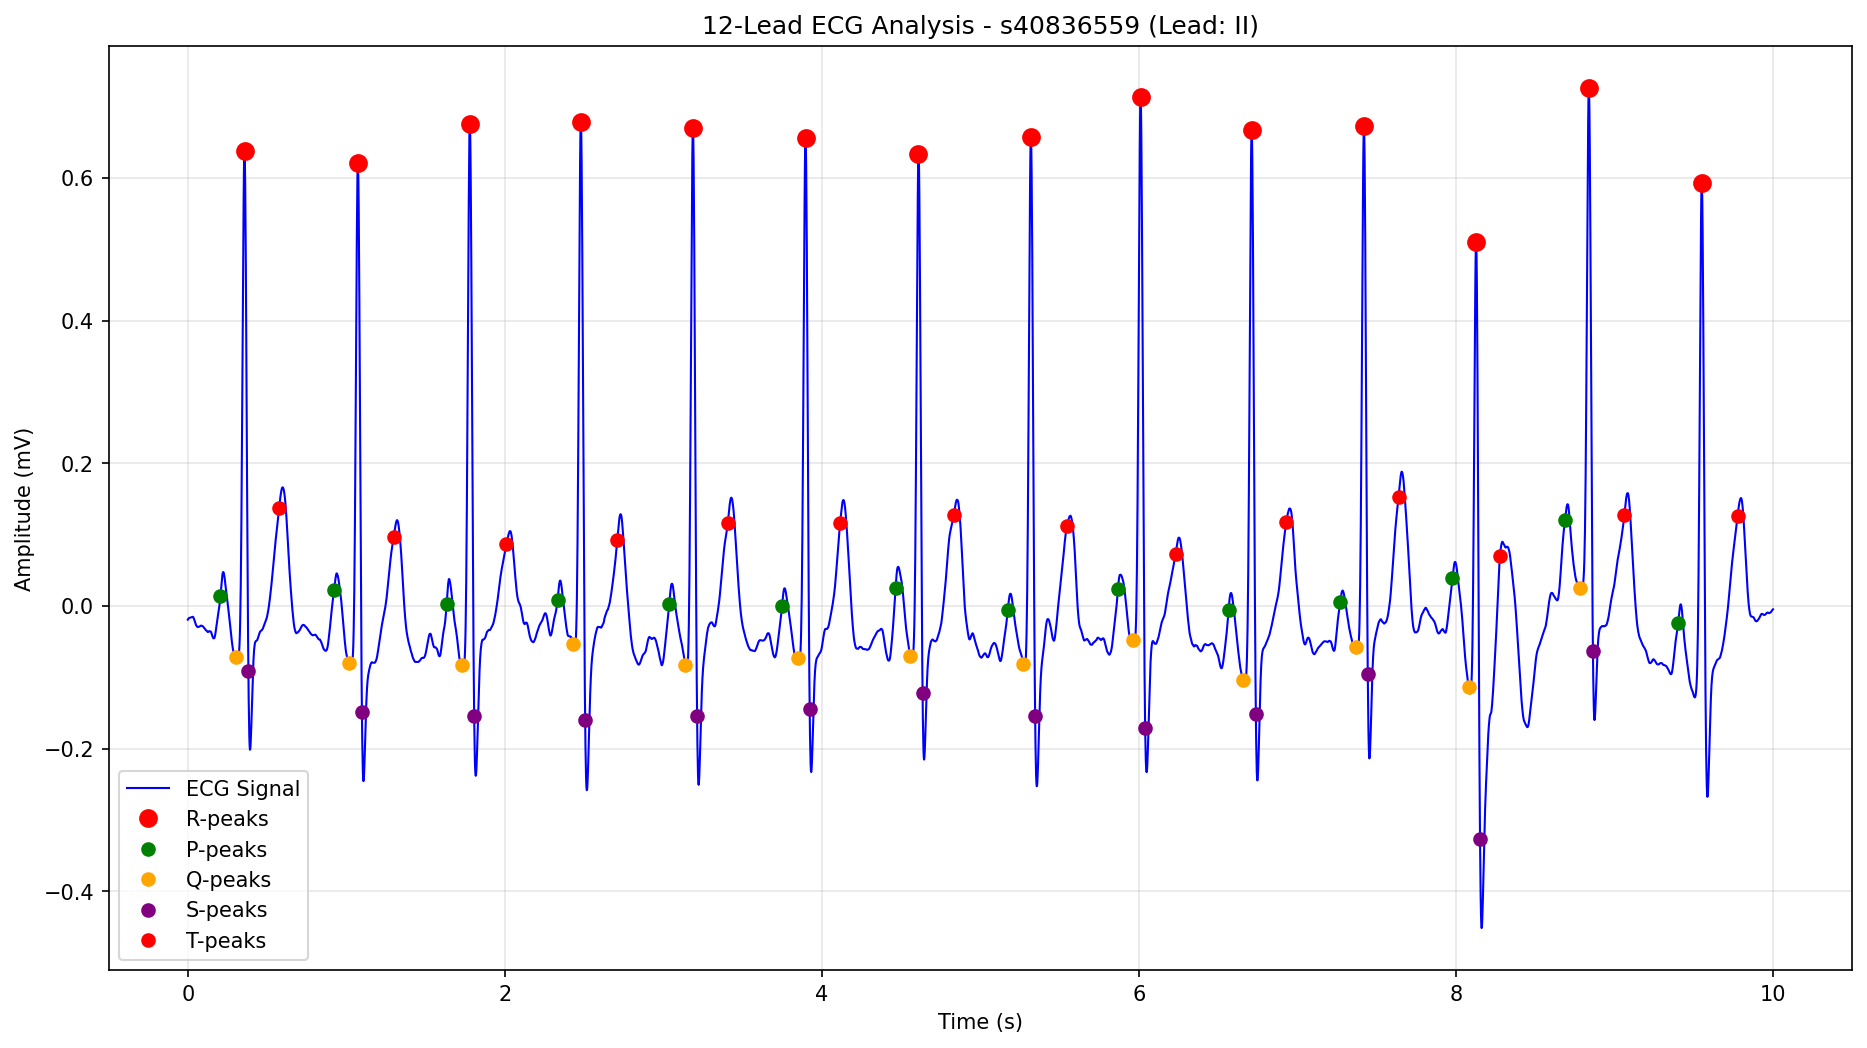 12-Lead ECG Analysis - s40836559 (Lead: II)
Amplitude (mV)
0.6
0.4
0.2
0.0
−0.2
−0.4
ECG Signal
R-peaks
P-peaks
Q-peaks
S-peaks
T-peaks
0 2 4 6 8 10
Time (s)